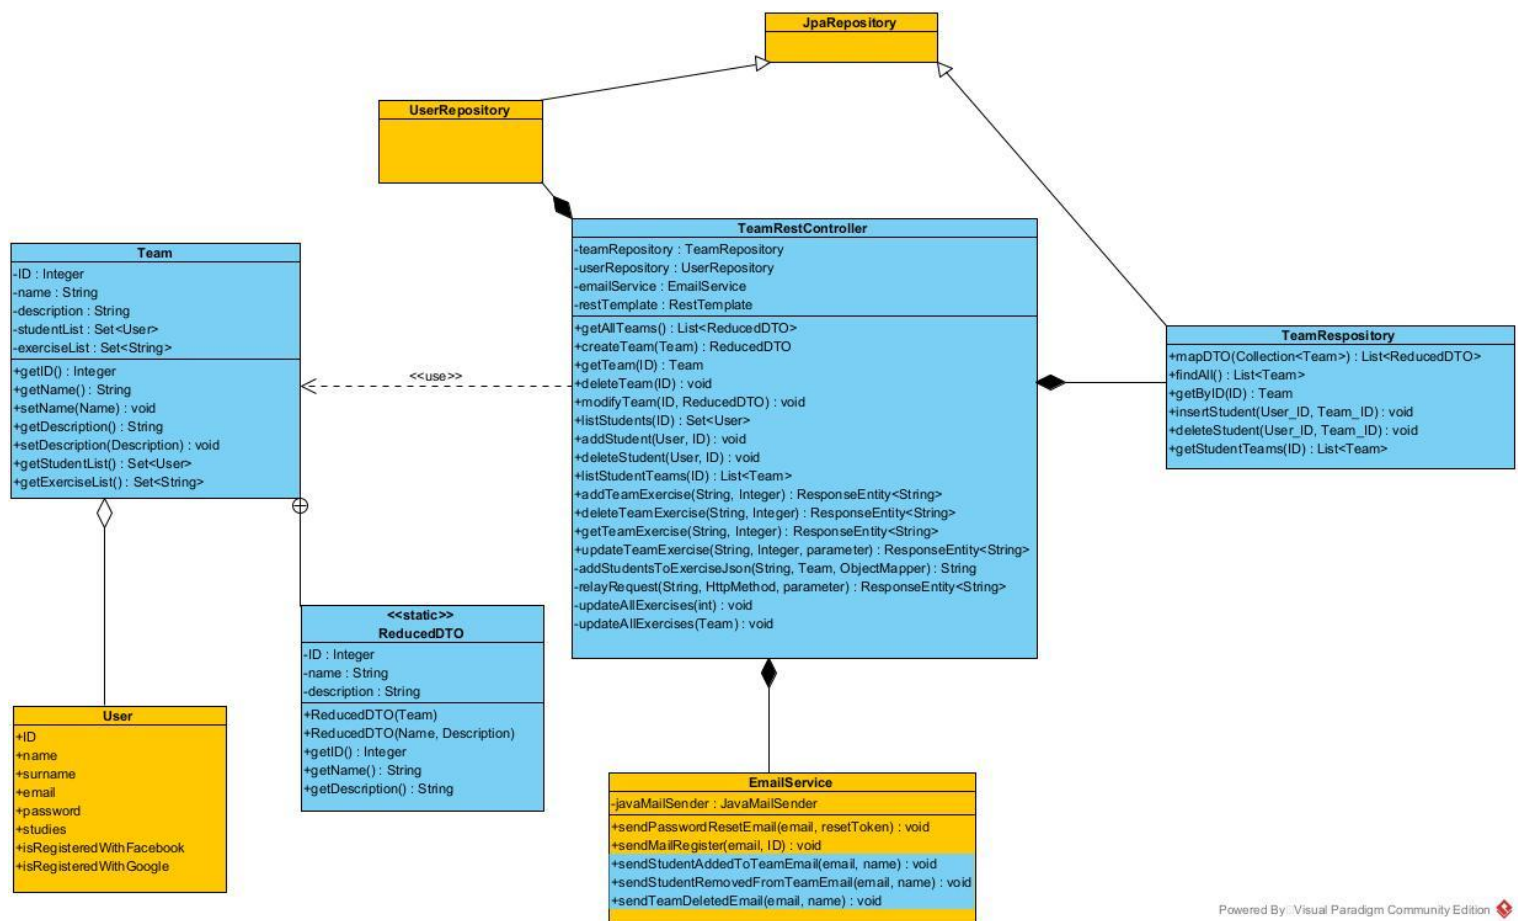 JpaRepository
UserRepository
TeamRestController
-teamRepository : TeamRepository
-userRepository : UserRepository
-emailService : EmailService
-restTemplate : RestTemplate
+getAllTeams() : List<ReducedDTO>
+createTeam(Team) : ReducedDTO
+getTeam(ID) : Team
+deleteTeam(ID) : void
+modifyTeam(ID, ReducedDTO) : void
+listStudents(ID) : Set<User>
+addStudent(User, ID) : void
+deleteStudent(User, ID) : void
+listStudentTeams(ID) : List<Team>
+addTeamExercise(String, Integer) : ResponseEntity<String>
+deleteTeamExercise(String, Integer) : ResponseEntity<String>
+getTeamExercise(String, Integer) : ResponseEntity<String>
+updateTeamExercise(String, Integer, parameter) : ResponseEntity<String>
-addStudentsToExerciseJson(String, Team, ObjectMapper) : String
-relayRequest(String, HttpMethod, parameter) : ResponseEntity<String>
-updateAllExercises(int) : void
-updateAllExercises(Team) : void
Team
-ID : Integer
-name : String
-description : String
-studentList : Set<User>
-exerciseList : Set<String>
+getID() : Integer
+getName() : String
+setName(Name) : void
+getDescription() : String
+setDescription(Description) : void
+getStudentList() : Set<User>
+getExerciseList() : Set<String>
<<use>>
TeamRespository
+mapDTO(Collection<Team>) : List<ReducedDTO>
+findAll() : List<Team>
+getByID(ID) : Team
+insertStudent(User_ID, Team_ID) : void
+deleteStudent(User_ID, Team_ID) : void
+getStudentTeams(ID) : List<Team>
<<static>>
ReducedDTO
-ID : Integer
-name : String
-description : String
+ReducedDTO(Team)
+ReducedDTO(Name, Description)
+getID() : Integer
+getName() : String
+getDescription() : String
User
+ID
+name
+surname
+email
+password
+studies
+isRegisteredWithFacebook
+isRegisteredWithGoogle
EmailService
-javaMailSender : JavaMailSender
+sendPasswordResetEmail(email, resetToken) : void
+sendMailRegister(email, ID) : void
+sendStudentAddedToTeamEmail(email, name) : void
+sendStudentRemovedFromTeamEmail(email, name) : void
+sendTeamDeletedEmail(email, name) : void
Powered By Visual Paradigm Community Edition